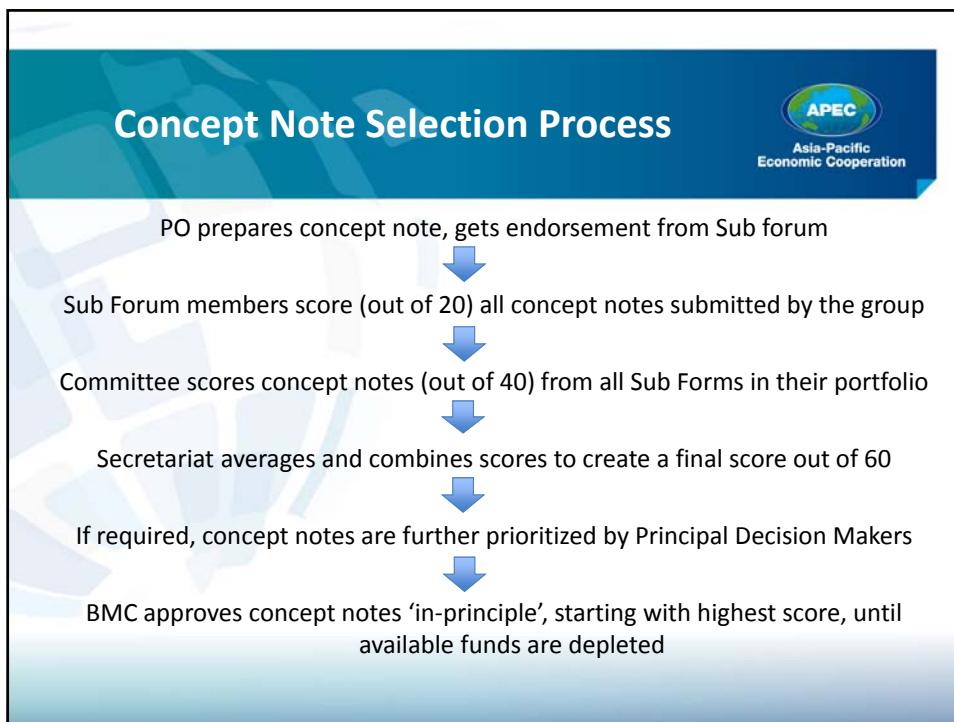 Concept Note Selection Process
APEC
Asia-Pacific
Economic Cooperation
PO prepares concept note, gets endorsement from Sub forum
Sub Forum members score (out of 20) all concept notes submitted by the group
Committee scores concept notes (out of 40) from all Sub Forms in their portfolio
Secretariat averages and combines scores to create a final score out of 60
If required, concept notes are further prioritized by Principal Decision Makers
BMC approves concept notes ‘in-principle’, starting with highest score, until
available funds are depleted